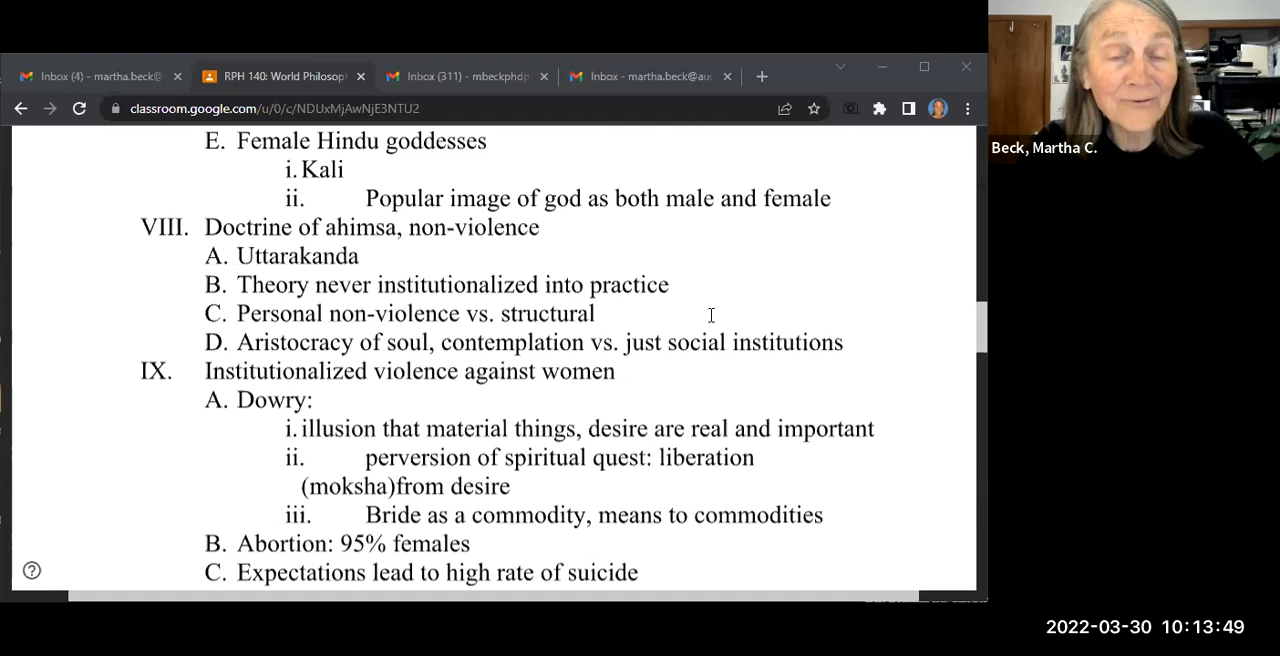 Inbox (4) - martha.beck@
RPH 140: World Philosoph
Inbox (311) - mbeckphdp
Inbox - martha.beck@au
classroom.google.com/u/0/c/NDUxMjAwNjE3NTU2
Beck, Martha C.
E. Female Hindu goddesses
i. Kali
ii. Popular image of god as both male and female
VIII. Doctrine of ahimsa, non-violence
A. Uttarakanda
B. Theory never institutionalized into practice
C. Personal non-violence vs. structural
D. Aristocracy of soul, contemplation vs. just social institutions
IX. Institutionalized violence against women
A. Dowry:
i. illusion that material things, desire are real and important
ii. perversion of spiritual quest: liberation
(moksha)from desire
iii. Bride as a commodity, means to commodities
B. Abortion: 95% females
C. Expectations lead to high rate of suicide
2022-03-30 10:13:49